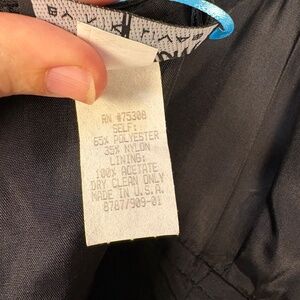 RN #75308
SELF:
65% POLYESTER
35% NYLON
LINING:
100% ACETATE
DRY CLEAN ONLY
MADE IN U.S.A.
8787/909-01